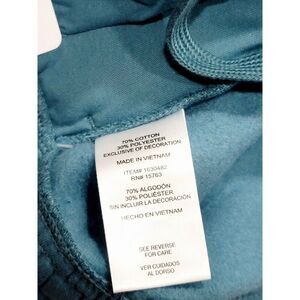 70% COTTON
30% POLYESTER
EXCLUSIVE OF DECORATION
MADE IN VIETNAM
ITEM# 1630482
RN# 15763
70% ALGODÓN
30% POLIÉSTER
SIN INCLUIR LA DECORACIÓN
HECHO EN VIETNAM
SEE REVERSE
FOR CARE
VER CUIDADOS
AL DORSO